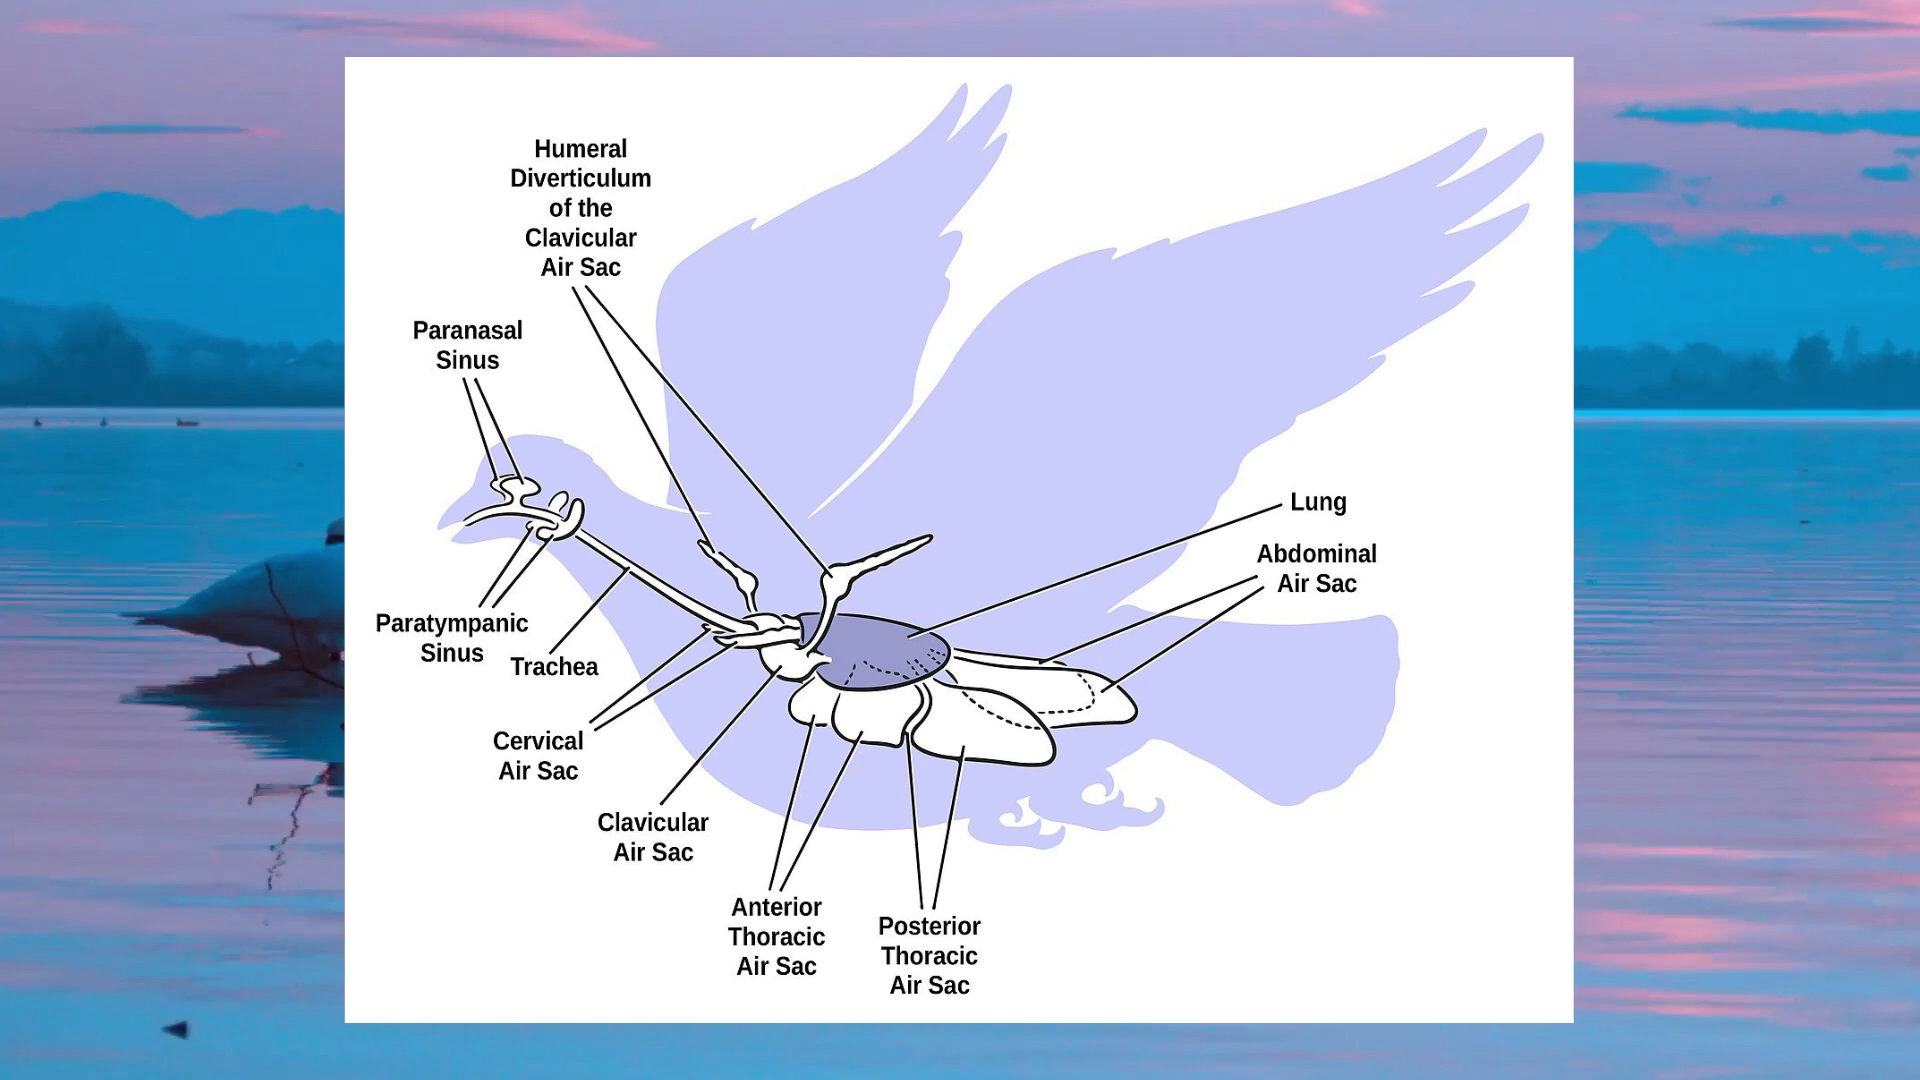 Humeral
Diverticulum
of the
Clavicular
Air Sac
Paranasal
Sinus
Lung
Abdominal
Air Sac
Paratympanic
Sinus
Trachea
Cervical
Air Sac
Clavicular
Air Sac
Anterior
Thoracic
Air Sac
Posterior
Thoracic
Air Sac